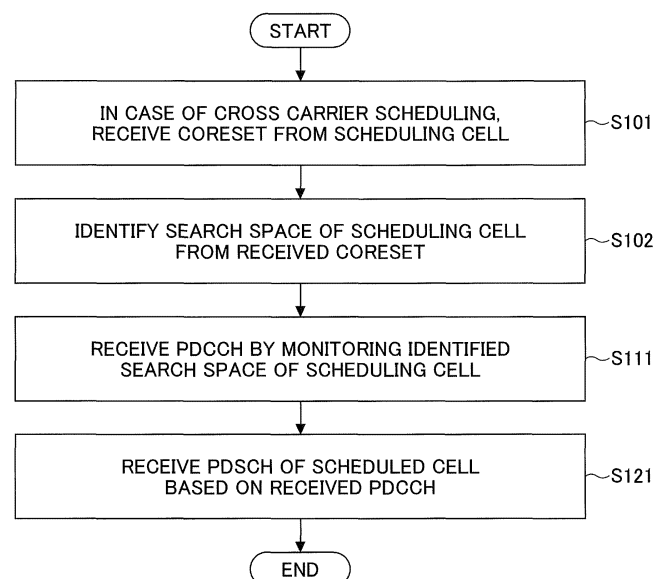 START
IN CASE OF CROSS CARRIER SCHEDULING,
RECEIVE CORESET FROM SCHEDULING CELL
S101
IDENTIFY SEARCH SPACE OF SCHEDULING CELL
FROM RECEIVED CORESET
S102
RECEIVE PDCCH BY MONITORING IDENTIFIED
SEARCH SPACE OF SCHEDULING CELL
S111
RECEIVE PDSCH OF SCHEDULED CELL
BASED ON RECEIVED PDCCH
S121
END